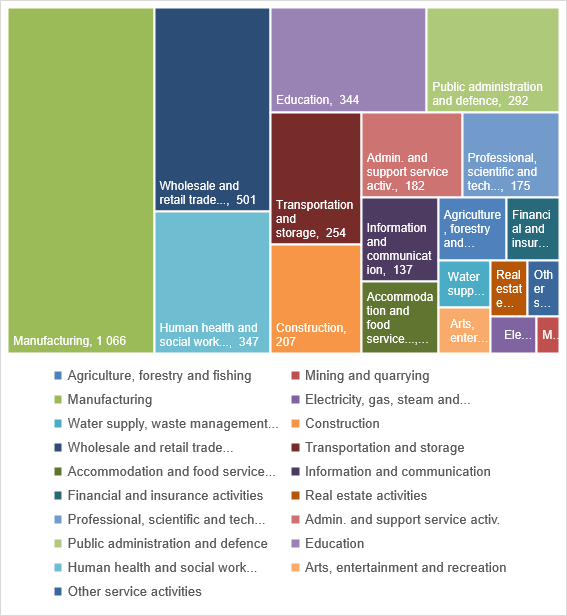 Manufacturing, 1 066
Wholesale and
retail trade..., 501
Human health and
social work..., 347
Education, 344
Public administration
and defence, 292
Transportation
and
storage, 254
Construction,
207
Admin. and
support service
activ., 182
Professional,
scientific and
tech..., 175
Information
and
communicat
ion, 137
Accommoda
tion and
food
service...,...
Agriculture
, forestry
and...
Financi
al and
insur...
Water
supp...
Real
estat
e...
Oth
er
s...
Arts,
enter...
Ele...
M...
Agriculture, forestry and fishing
Mining and quarrying
Manufacturing
Electricity, gas, steam and...
Water supply, waste management...
Construction
Wholesale and retail trade...
Transportation and storage
Accommodation and food service...
Information and communication
Financial and insurance activities
Real estate activities
Professional, scientific and tech...
Admin. and support service activ.
Public administration and defence
Education
Human health and social work...
Arts, entertainment and recreation
Other service activities